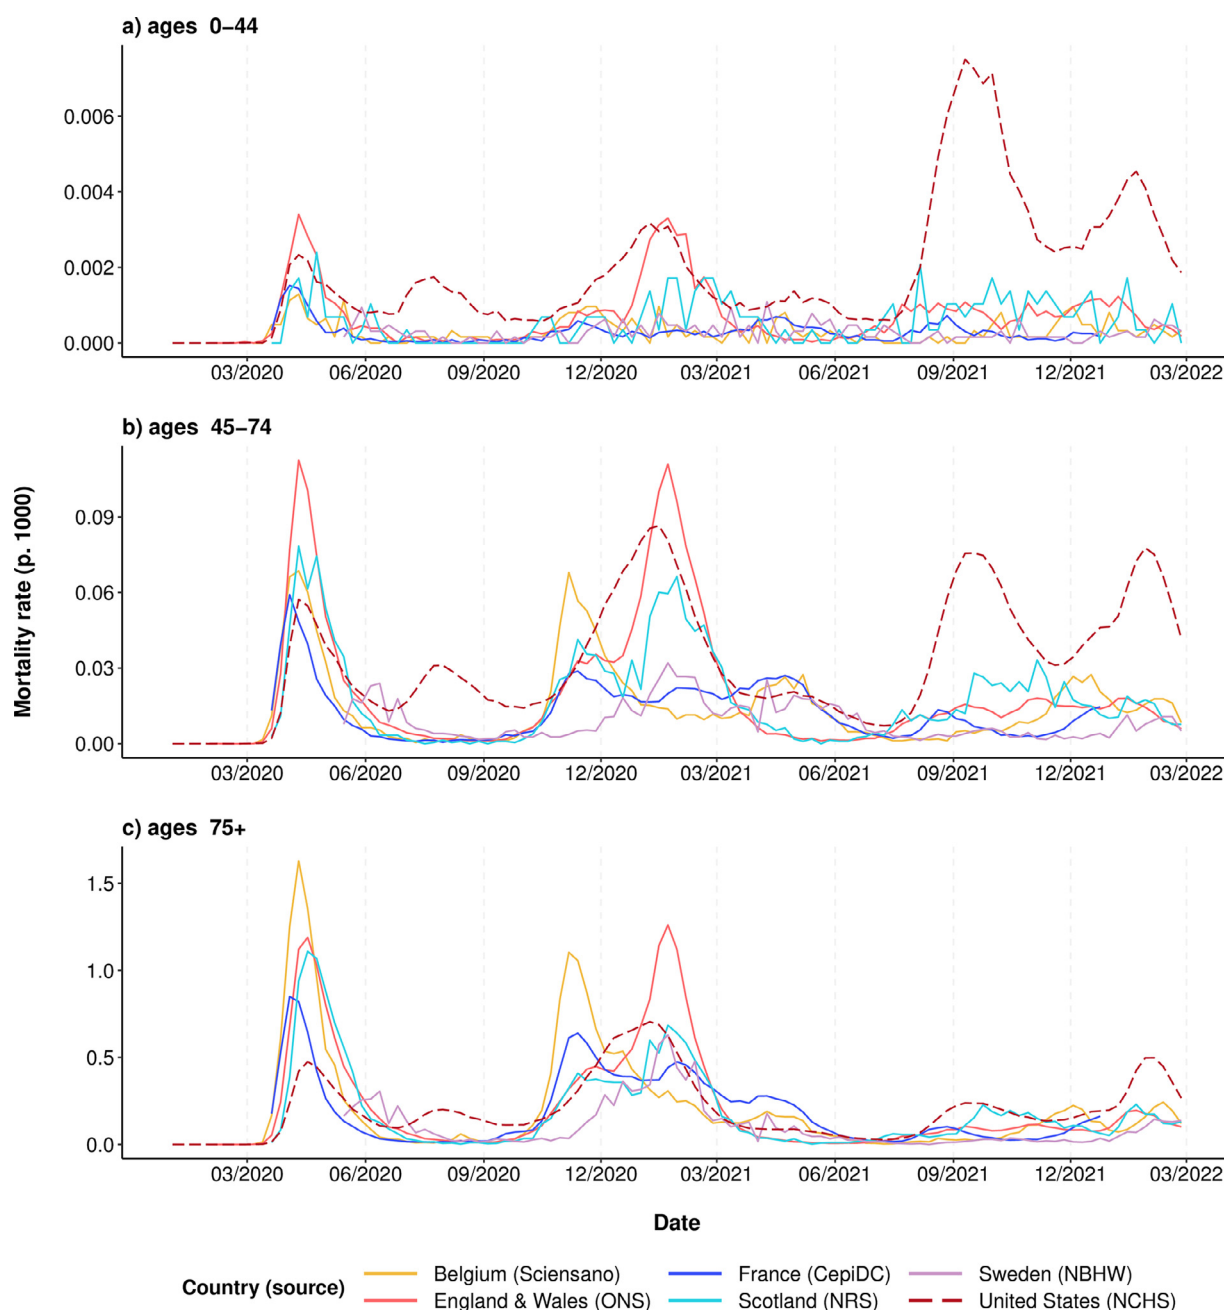 a) ages 0–44
0.006
0.004
0.002
0.000
03/2020 06/2020 09/2020 12/2020 03/2021 06/2021 09/2021 12/2021 03/2022
b) ages 45–74
Mortality rate (p. 1000)
0.09
0.06
0.03
0.00
03/2020 06/2020 09/2020 12/2020 03/2021 06/2021 09/2021 12/2021 03/2022
c) ages 75+
1.5
1.0
0.5
0.0
03/2020 06/2020 09/2020 12/2020 03/2021 06/2021 09/2021 12/2021 03/2022
Date
Country (source)
Belgium (Sciensano) France (CepiDC) Sweden (NBHW)
England & Wales (ONS) Scotland (NRS) United States (NCHS)